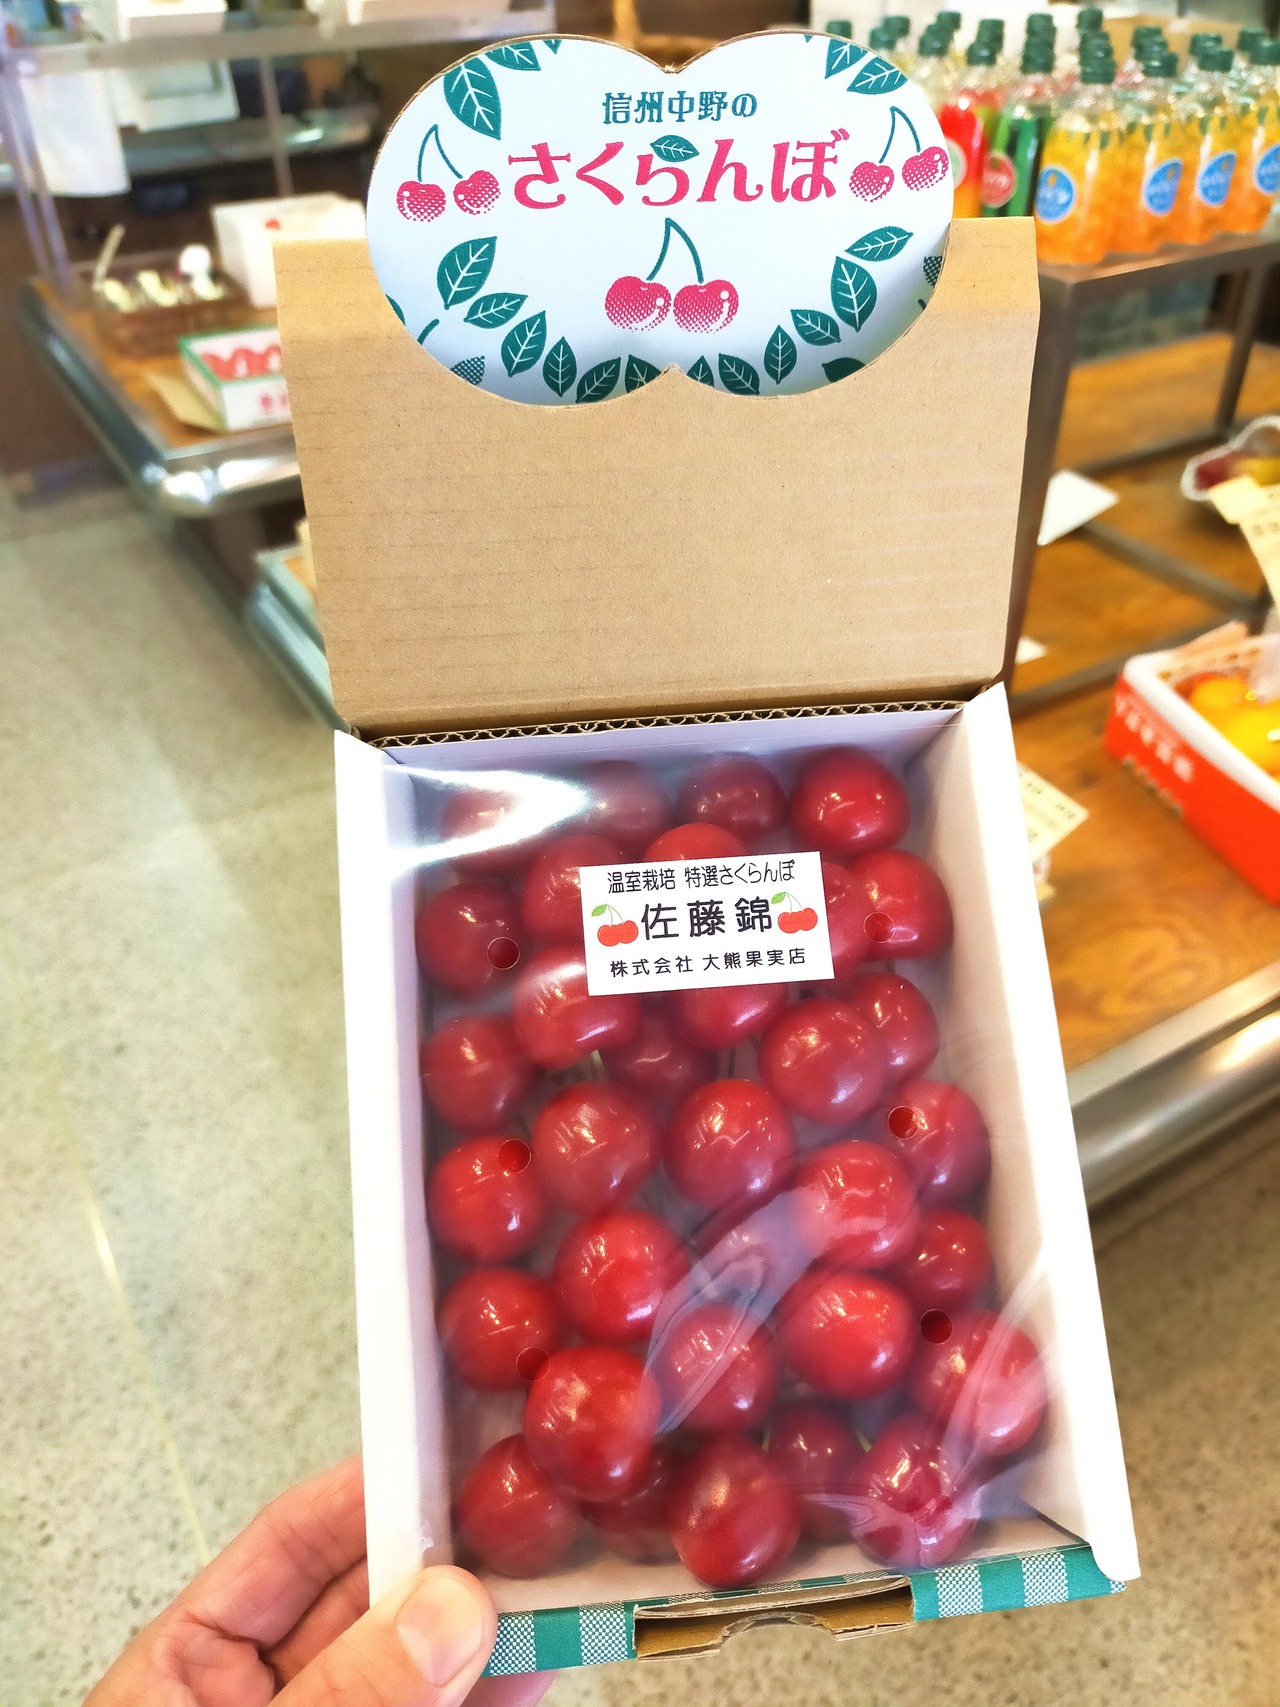 信州中野の
さくらんぼ
温室栽培 特選さくらんぼ
佐藤錦
株式会社 大熊果実店